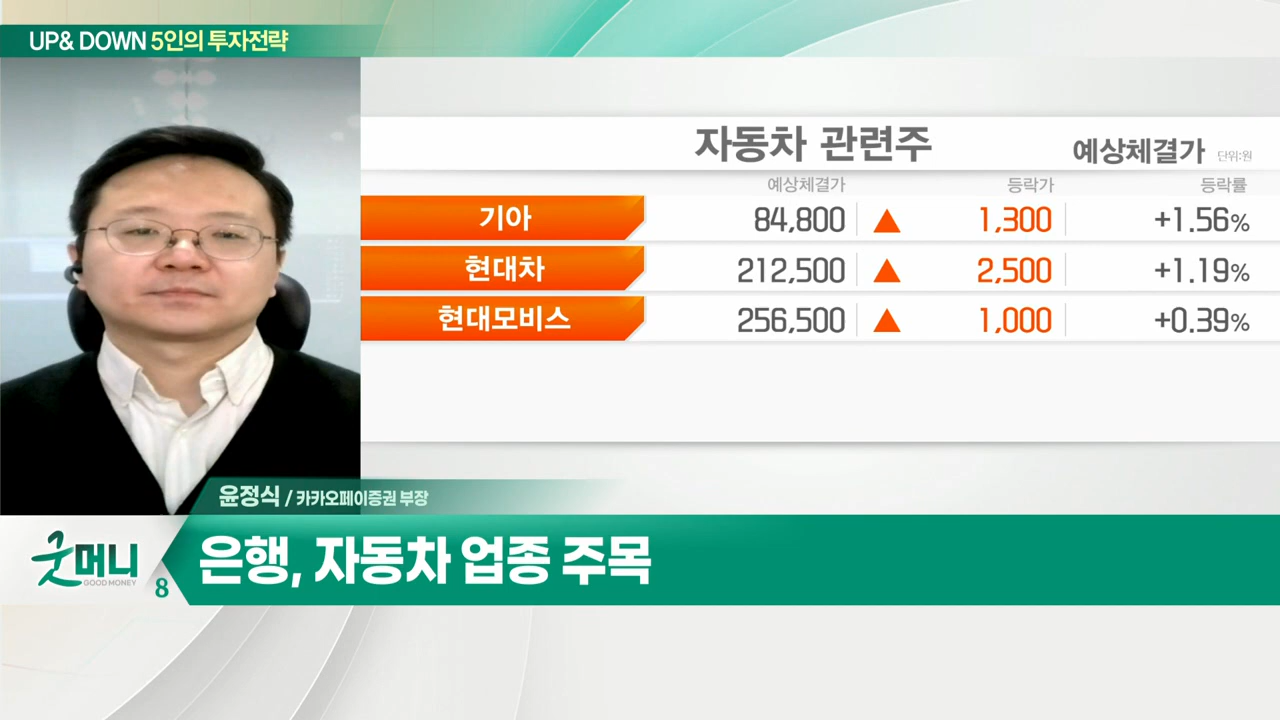 UP& DOWN 5인의 투자전략
자동차 관련주 예상체결가 단위:원
예상체결가 등락가 등락률
기아 84,800 ▲ 1,300 +1.56%
현대차 212,500 ▲ 2,500 +1.19%
현대모비스 256,500 ▲ 1,000 +0.39%
윤정식 / 카카오페이증권 부장
굿머니
GOOD MONEY
8
은행, 자동차 업종 주목